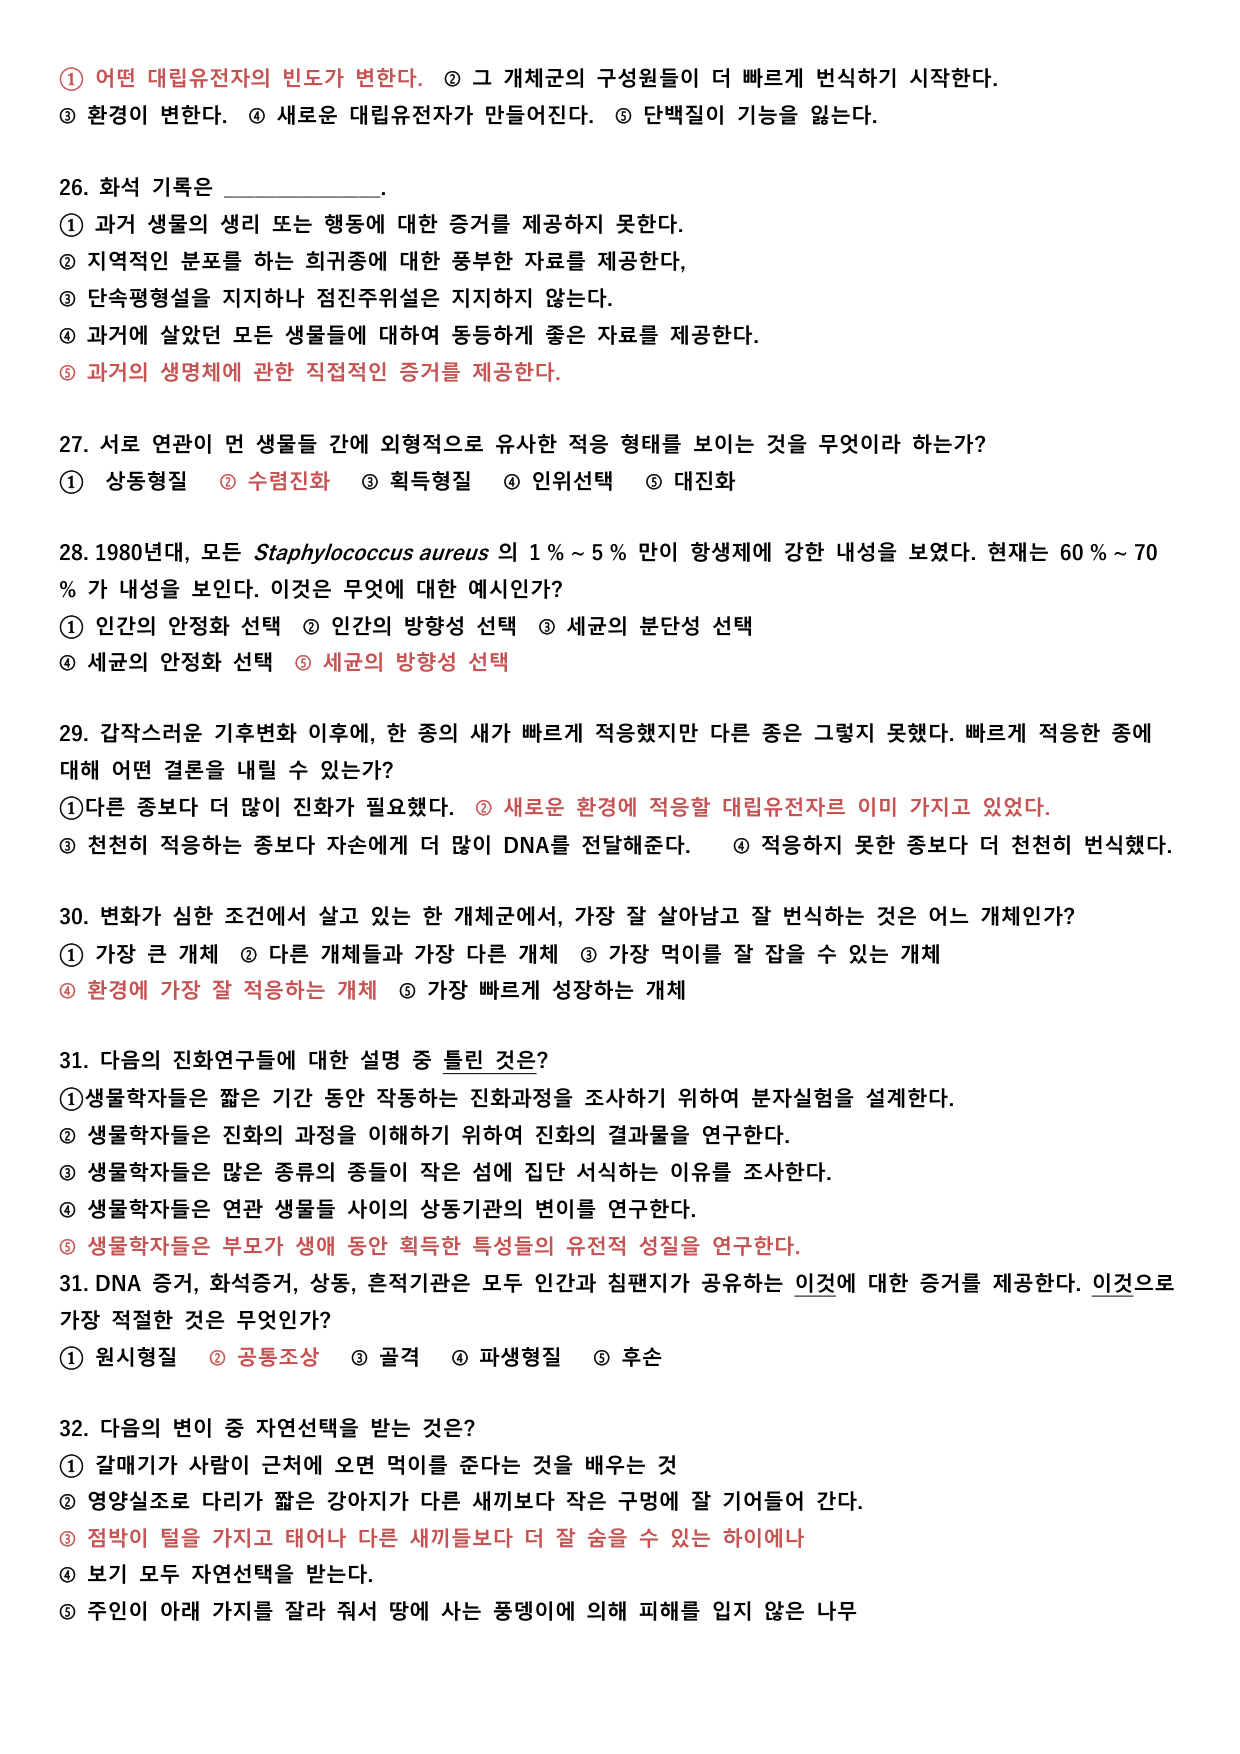 ① 어떤 대립유전자의 빈도가 변한다. ② 그 개체군의 구성원들이 더 빠르게 번식하기 시작한다.
③ 환경이 변한다. ④ 새로운 대립유전자가 만들어진다. ⑤ 단백질이 기능을 잃는다.
26. 화석 기록은 _______________.
① 과거 생물의 생리 또는 행동에 대한 증거를 제공하지 못한다.
② 지역적인 분포를 하는 희귀종에 대한 풍부한 자료를 제공한다,
③ 단속평형설을 지지하나 점진주위설은 지지하지 않는다.
④ 과거에 살았던 모든 생물들에 대하여 동등하게 좋은 자료를 제공한다.
⑤ 과거의 생명체에 관한 직접적인 증거를 제공한다.
27. 서로 연관이 먼 생물들 간에 외형적으로 유사한 적응 형태를 보이는 것을 무엇이라 하는가?
① 상동형질 ② 수렴진화 ③ 획득형질 ④ 인위선택 ⑤ 대진화
28. 1980년대, 모든 Staphylococcus aureus 의 1 % ~ 5 % 만이 항생제에 강한 내성을 보였다. 현재는 60 % ~ 70
% 가 내성을 보인다. 이것은 무엇에 대한 예시인가?
① 인간의 안정화 선택 ② 인간의 방향성 선택 ③ 세균의 분단성 선택
④ 세균의 안정화 선택 ⑤ 세균의 방향성 선택
29. 갑작스러운 기후변화 이후에, 한 종의 새가 빠르게 적응했지만 다른 종은 그렇지 못했다. 빠르게 적응한 종에
대해 어떤 결론을 내릴 수 있는가?
①다른 종보다 더 많이 진화가 필요했다. ② 새로운 환경에 적응할 대립유전자르 이미 가지고 있었다.
③ 천천히 적응하는 종보다 자손에게 더 많이 DNA를 전달해준다. ④ 적응하지 못한 종보다 더 천천히 번식했다.
30. 변화가 심한 조건에서 살고 있는 한 개체군에서, 가장 잘 살아남고 잘 번식하는 것은 어느 개체인가?
① 가장 큰 개체 ② 다른 개체들과 가장 다른 개체 ③ 가장 먹이를 잘 잡을 수 있는 개체
④ 환경에 가장 잘 적응하는 개체 ⑤ 가장 빠르게 성장하는 개체
31. 다음의 진화연구들에 대한 설명 중 틀린 것은?
①생물학자들은 짧은 기간 동안 작동하는 진화과정을 조사하기 위하여 분자실험을 설계한다.
② 생물학자들은 진화의 과정을 이해하기 위하여 진화의 결과물을 연구한다.
③ 생물학자들은 많은 종류의 종들이 작은 섬에 집단 서식하는 이유를 조사한다.
④ 생물학자들은 연관 생물들 사이의 상동기관의 변이를 연구한다.
⑤ 생물학자들은 부모가 생애 동안 획득한 특성들의 유전적 성질을 연구한다.
31. DNA 증거, 화석증거, 상동, 흔적기관은 모두 인간과 침팬지가 공유하는 이것에 대한 증거를 제공한다. 이것으로
가장 적절한 것은 무엇인가?
① 원시형질 ② 공통조상 ③ 골격 ④ 파생형질 ⑤ 후손
32. 다음의 변이 중 자연선택을 받는 것은?
① 갈매기가 사람이 근처에 오면 먹이를 준다는 것을 배우는 것
② 영양실조로 다리가 짧은 강아지가 다른 새끼보다 작은 구멍에 잘 기어들어 간다.
③ 점박이 털을 가지고 태어나 다른 새끼들보다 더 잘 숨을 수 있는 하이에나
④ 보기 모두 자연선택을 받는다.
⑤ 주인이 아래 가지를 잘라 줘서 땅에 사는 풍뎅이에 의해 피해를 입지 않은 나무